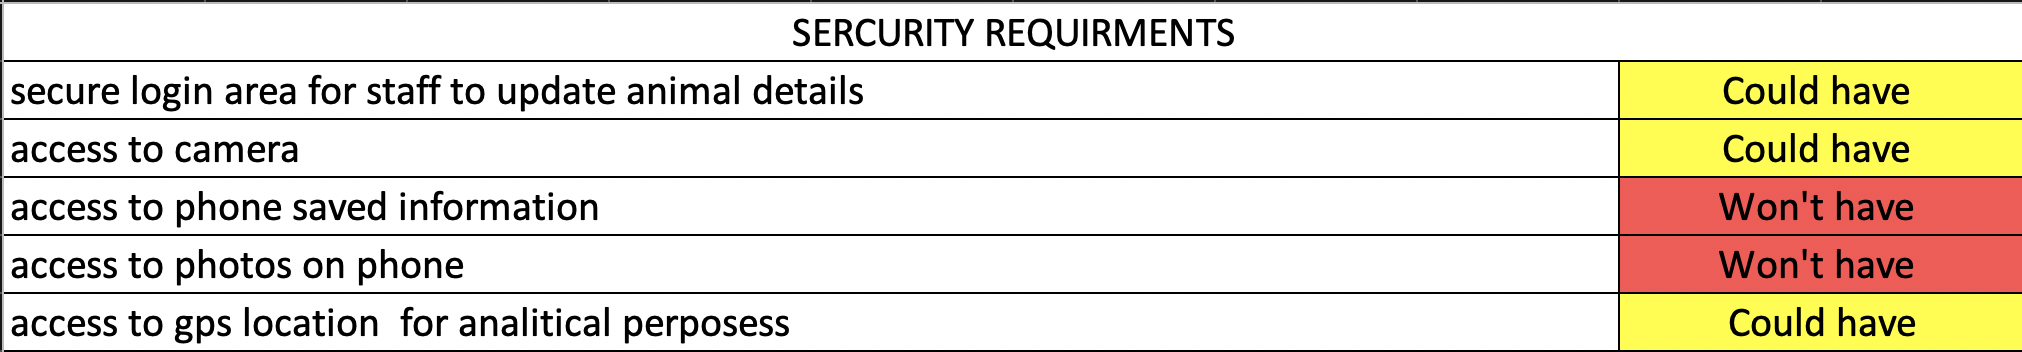 SERCURITY REQUIRMENTS
secure login area for staff to update animal details Could have
access to camera Could have
access to phone saved information Won't have
access to photos on phone Won't have
access to gps location  for analitical perposess Could have